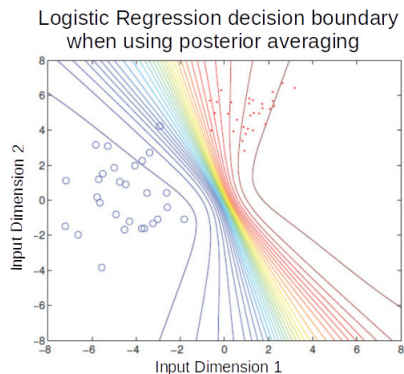 Logistic Regression decision boundary
when using posterior averaging
8
6
4
2
0
-2
-4
-6
-8
Input Dimension 2
-8 -6 -4 -2 0 2 4 6 8
Input Dimension 1